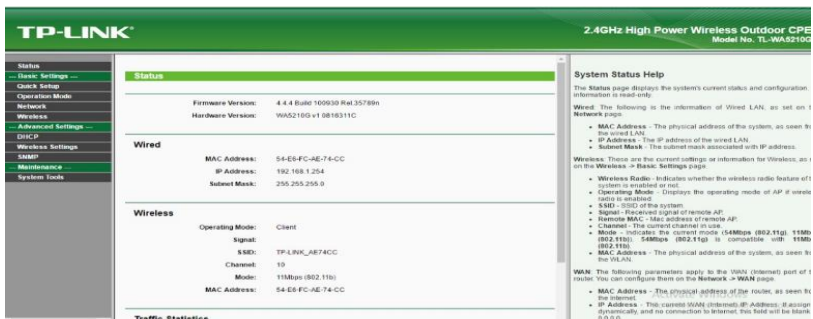 TP-LINK®
2.4GHz High Power Wireless Outdoor CPE
Model No. TL-WA5210G
Status
--- Basic Settings ---
Quick Setup
Operation Mode
Network
Wireless
--- Advanced Settings ---
DHCP
Wireless Settings
SNMP
--- Maintenance ---
System Tools
Status
Firmware Version: 4.4.4 Build 100930 Rel.35789n
Hardware Version: WA5210G v1 0816311C
Wired
MAC Address: 54-E6-FC-AE-74-CC
IP Address: 192.168.1.254
Subnet Mask: 255.255.255.0
Wireless
Operating Mode: Client
Signal:
SSID: TP-LINK_AE74CC
Channel: 10
Mode: 11Mbps (802.11b)
MAC Address: 54-E6-FC-AE-74-CC
Traffic Statistics
System Status Help
The Status page displays the system's current status and configuration.
information is read-only.
Wired: The following is the information of Wired LAN, as set on
Network page.
• MAC Address - The physical address of the system, as seen
the wired LAN.
• IP Address - The IP address of the wired LAN.
• Subnet Mask - The subnet mask associated with IP address.
Wireless: These are the current settings or information for Wireless, as
on the Wireless -> Basic Settings page.
• Wireless Radio - Indicates whether the wireless radio feature of
system is enabled or not.
• Operating Mode - Displays the operating mode of AP if
radio is enabled.
• SSID - SSID of the system.
• Signal - Received signal of remote AP.
• Remote MAC - Mac address of remote AP.
• Channel - The current channel in use.
• Mode - Indicates the current mode (54Mbps (802.11g), 11Mb
(802.11b)). 54Mbps (802.11g) is compatible with 11Mb
(802.11b).
• MAC Address - The physical address of the system, as seen
the WLAN.
WAN: The following parameters apply to the WAN (Internet) port of
router. You can configure them on the Network -> WAN page.
• MAC Address - The physical address of the router, as seen
the Internet.
Activate Windows
• IP Address - This current WAN (Internet) IP Address. If assign
dynamically, and no connection to Internet, this field will be blank
0.0.0.0